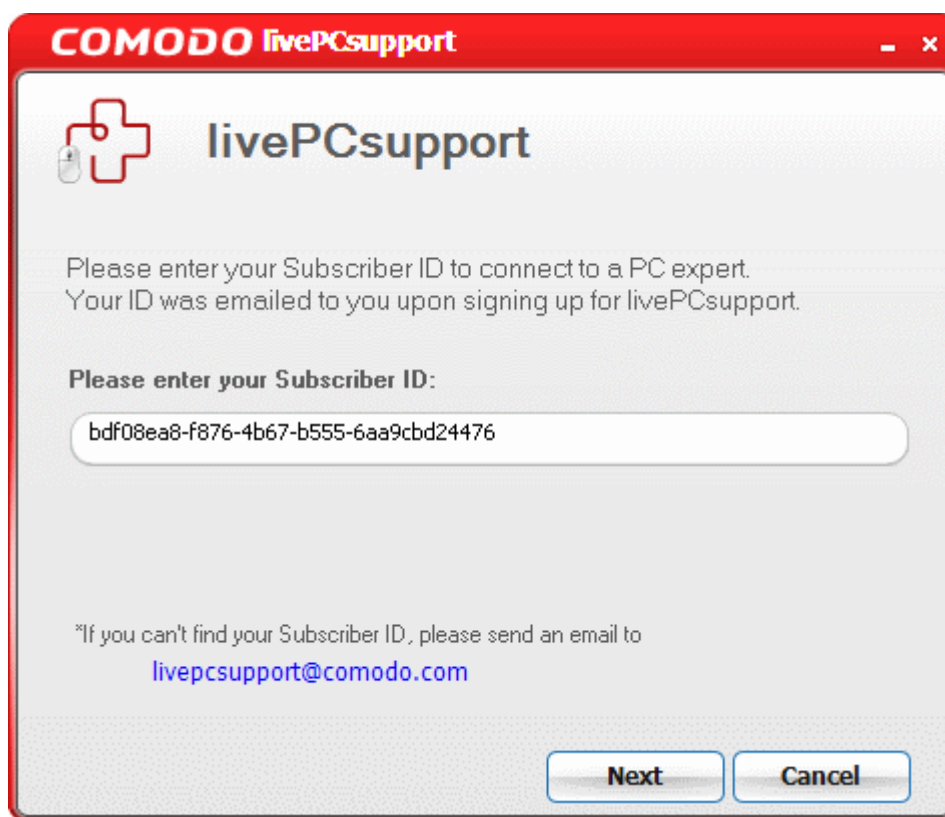 COMODO livePCsupport
livePCsupport
Please enter your Subscriber ID to connect to a PC expert.
Your ID was emailed to you upon signing up for livePCsupport.
Please enter your Subscriber ID:
bdf08ea8-f876-4b67-b555-6aa9cbd24476
*If you can't find your Subscriber ID, please send an email to
livepcsupport@comodo.com
Next Cancel